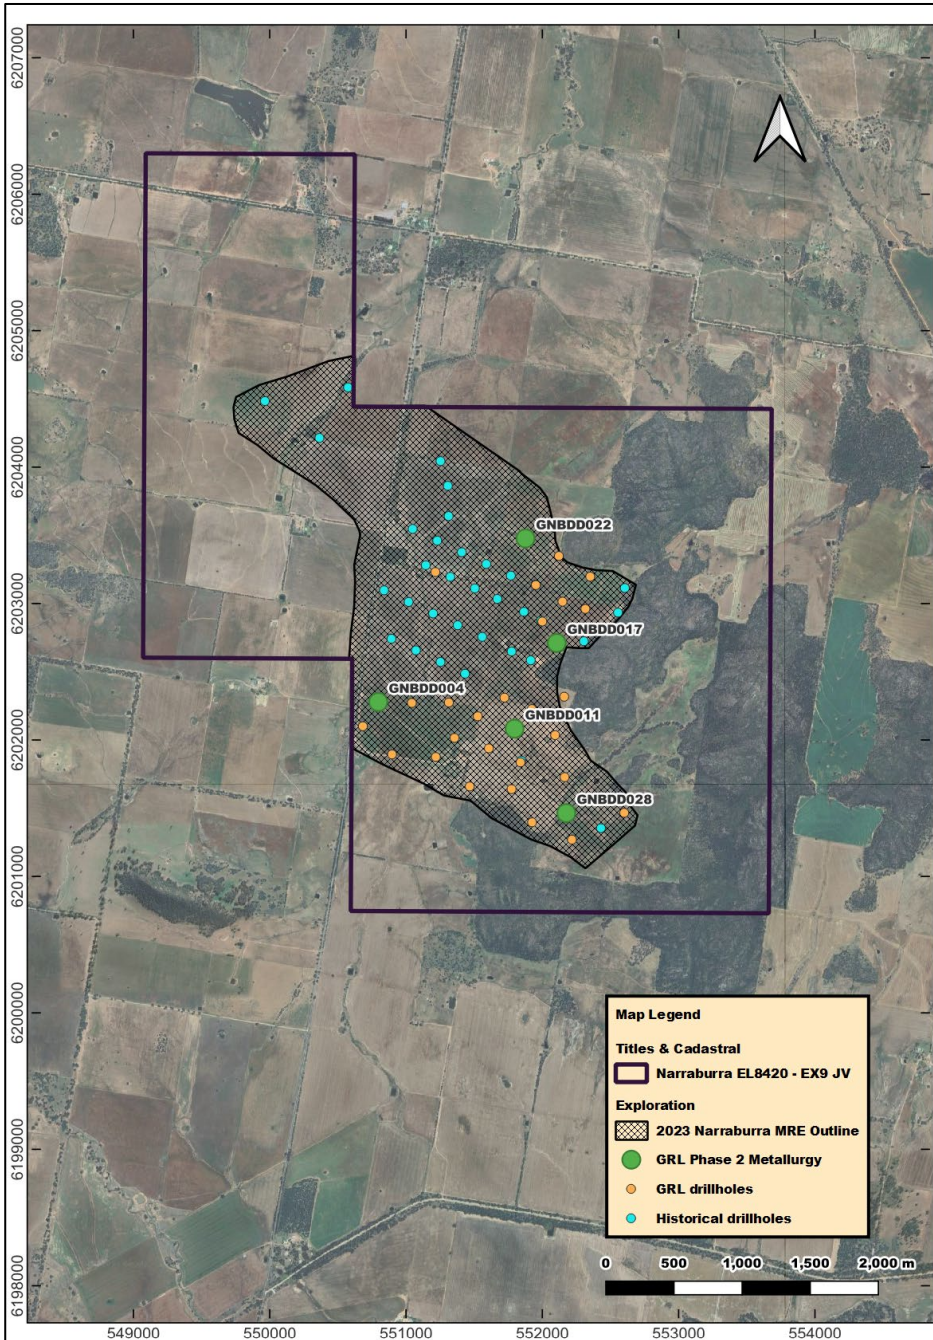 6207000
6206000
6205000
6204000
6203000
6202000
6201000
6200000
6199000
6198000
GNBDD022
GNBDD017
GNBDD004
GNBDD011
GNBDD028
Map Legend
Titles & Cadastral
Narraburra EL8420 - EX9 JV
Exploration
2023 Narraburra MRE Outline
GRL Phase 2 Metallurgy
GRL drillholes
Historical drillholes
0 500 1,000 1,500 2,000 m
549000 550000 551000 552000 553000 554000